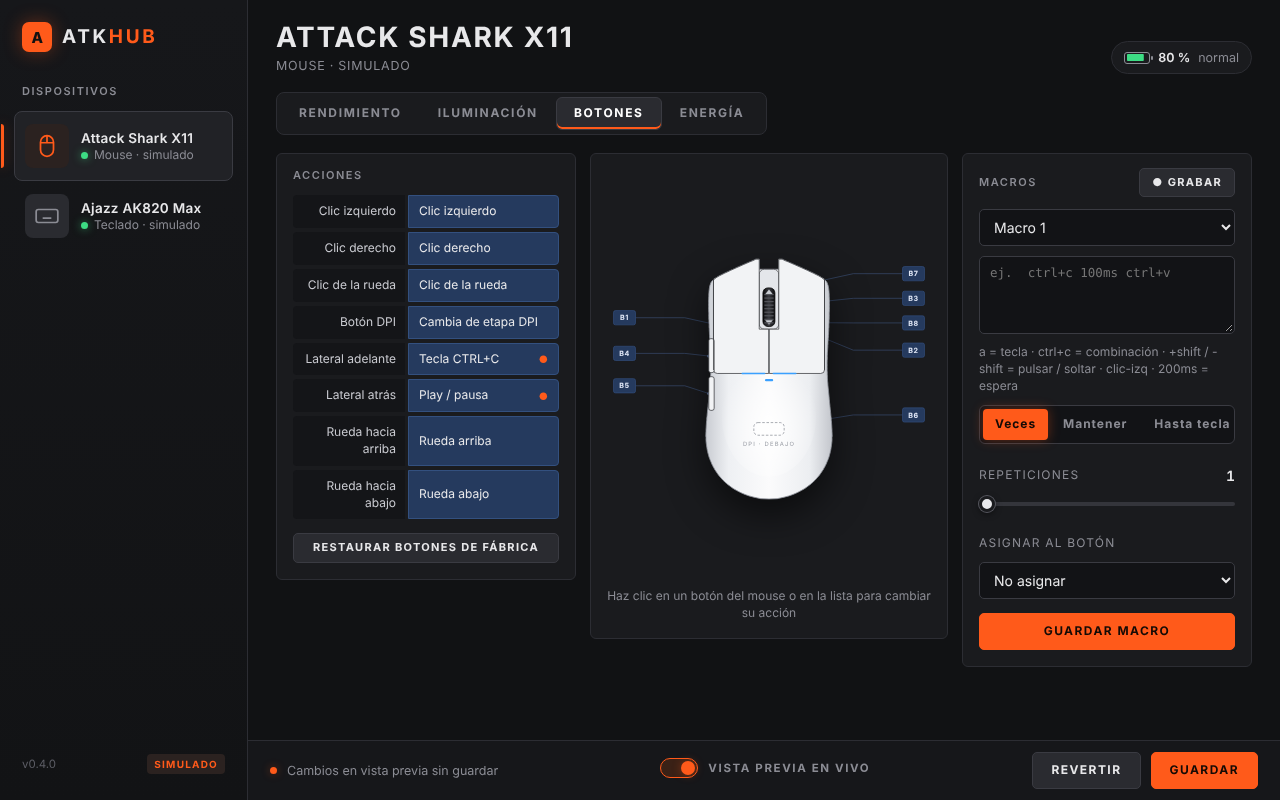 A ATKHUB
DISPOSITIVOS
Attack Shark X11
Mouse · simulado
Ajazz AK820 Max
Teclado · simulado
v0.4.0
SIMULADO
ATTACK SHARK X11
MOUSE · SIMULADO
80 % normal
RENDIMIENTO
ILUMINACIÓN
BOTONES
ENERGÍA
ACCIONES
Clic izquierdo Clic izquierdo
Clic derecho Clic derecho
Clic de la rueda Clic de la rueda
Botón DPI Cambia de etapa DPI
Lateral adelante Tecla CTRL+C
Lateral atrás Play / pausa
Rueda hacia
arriba
Rueda arriba
Rueda hacia
abajo
Rueda abajo
RESTAURAR BOTONES DE FÁBRICA
B1
B4
B5
B7
B3
B8
B2
B6
DPI · DEBAJO
Haz clic en un botón del mouse o en la lista para cambiar
su acción
MACROS
GRABAR
Macro 1
ej. ctrl+c 100ms ctrl+v
a = tecla · ctrl+c = combinación · +shift / -
shift = pulsar / soltar · clic-izq · 200ms =
espera
Veces Mantener Hasta tecla
REPETICIONES 1
ASIGNAR AL BOTÓN
No asignar
GUARDAR MACRO
Cambios en vista previa sin guardar
VISTA PREVIA EN VIVO
REVERTIR
GUARDAR